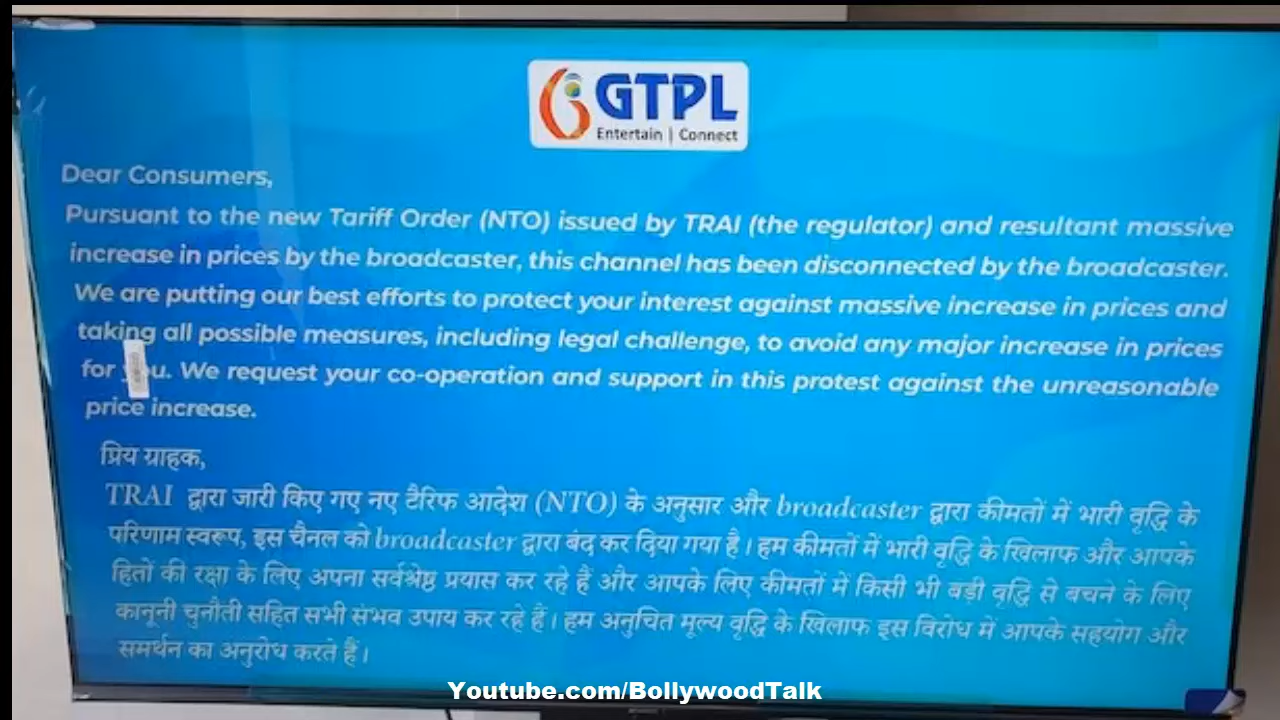 GTPL
Entertain | Connect
Dear Consumers,
Pursuant to the new Tariff Order (NTO) issued by TRAI (the regulator) and resultant massive
increase in prices by the broadcaster, this channel has been disconnected by the broadcaster.
We are putting our best efforts to protect your interest against massive increase in prices and
taking all possible measures, including legal challenge, to avoid any major increase in prices
for you. We request your co-operation and support in this protest against the unreasonable
price increase.
प्रिय ग्राहक,
TRAI द्वारा जारी किए गए नए टैरिफ आदेश (NTO) के अनुसार और broadcaster द्वारा कीमतों में भारी वृद्धि के
परिणाम स्वरूप, इस चैनल को broadcaster द्वारा बंद कर दिया गया है। हम कीमतों में भारी वृद्धि के खिलाफ और आपके
हितों की रक्षा के लिए अपना सर्वश्रेष्ठ प्रयास कर रहे हैं और आपके लिए कीमतों में किसी भी बड़ी वृद्धि से बचने के लिए
कानूनी चुनौती सहित सभी संभव उपाय कर रहे हैं। हम अनुचित मूल्य वृद्धि के खिलाफ इस विरोध में आपके सहयोग और
समर्थन का अनुरोध करते हैं।
Youtube.com/BollywoodTalk